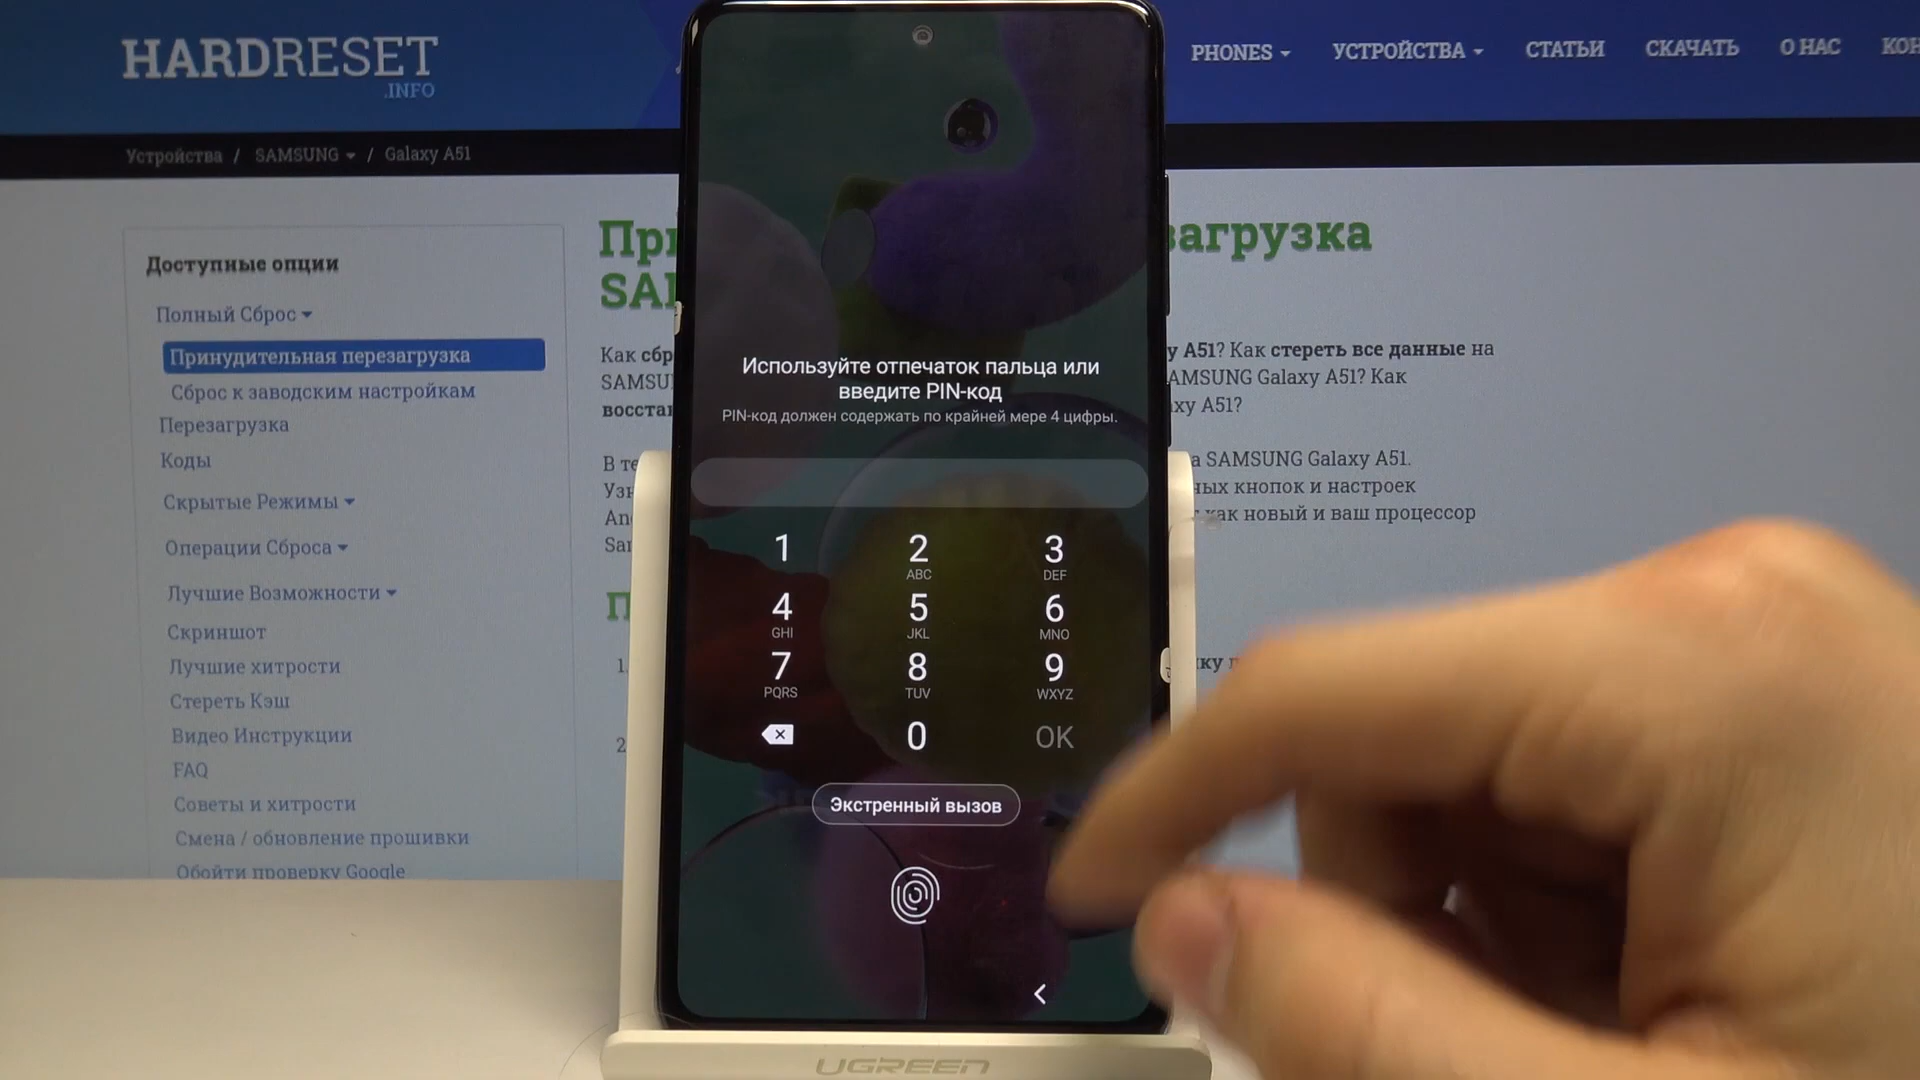 HARDRESET
.INFO
PHONES
УСТРОЙСТВА
СТАТЬИ
СКАЧАТЬ
О НАС
Устройства / SAMSUNG / Galaxy A51
Доступные опции
Полный Сброс
Принудительная перезагрузка
Сброс к заводским настройкам
Перезагрузка
Коды
Скрытые Режимы
Операции Сброса
Лучшие Возможности
Скриншот
Лучшие хитрости
Стереть Кэш
Видео Инструкции
FAQ
Советы и хитрости
Смена / обновление прошивки
Обойти проверку Google
Как
A51? Как стереть все данные на
SAMSUNG Galaxy A51? Как
A51?
SAMSUNG Galaxy A51.
кнопок и настроек
как новый и ваш процессор
1.
2
Используйте отпечаток пальца или
введите PIN-код
PIN-код должен содержать по крайней мере 4 цифры.
1 2 3
ABC DEF
4 5 6
GHI JKL MNO
7 8 9
PQRS TUV WXYZ
0 OK
Экстренный вызов
UGREEN